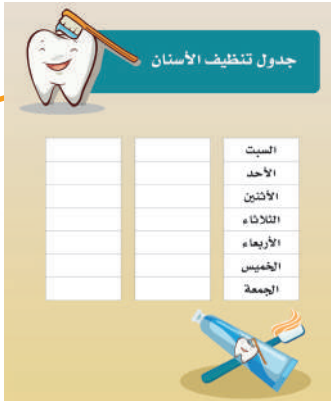 جدول تنظيف الأسنان
السبت
الأحد
الأثنين
الثلاثاء
الأربعاء
الخميس
الجمعة